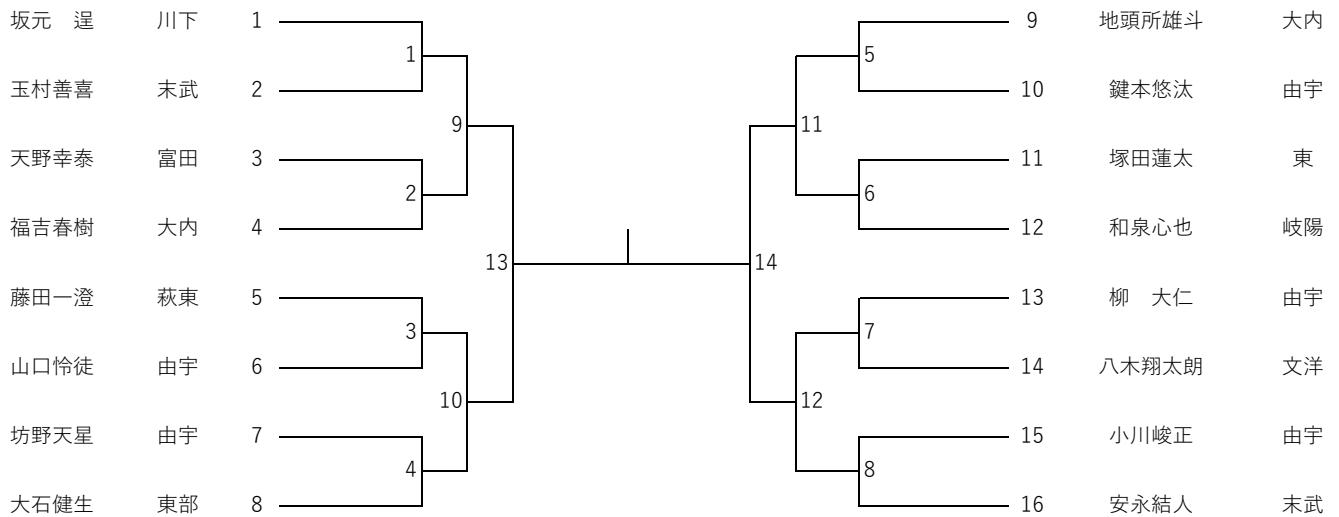 坂元　逞 川下 1 9 地頭所雄斗 大内
1 5
玉村善喜 末武 2 10 鍵本悠汰 由宇
9 11
天野幸泰 富田 3 11 塚田蓮太 東
2 6
福吉春樹 大内 4 12 和泉心也 岐陽
13 14
藤田一澄 萩東 5 13 柳　大仁 由宇
3 7
山口怜徒 由宇 6 14 八木翔太朗 文洋
10 12
坊野天星 由宇 7 15 小川峻正 由宇
4 8
大石健生 東部 8 16 安永結人 末武